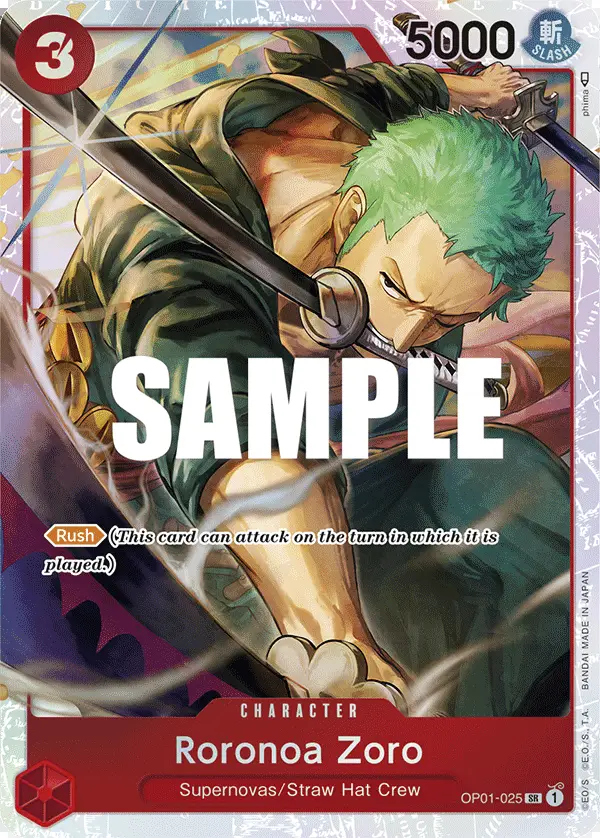 3
5000
斬
SLASH
phima
SAMPLE
Rush (This card can attack on the turn in which it is
played.)
CHARACTER
Roronoa Zoro
Supernovas/Straw Hat Crew
OP01-025 SR 1
©E.O/S ©E.O./S., T.A. BANDAI MADE IN JAPAN